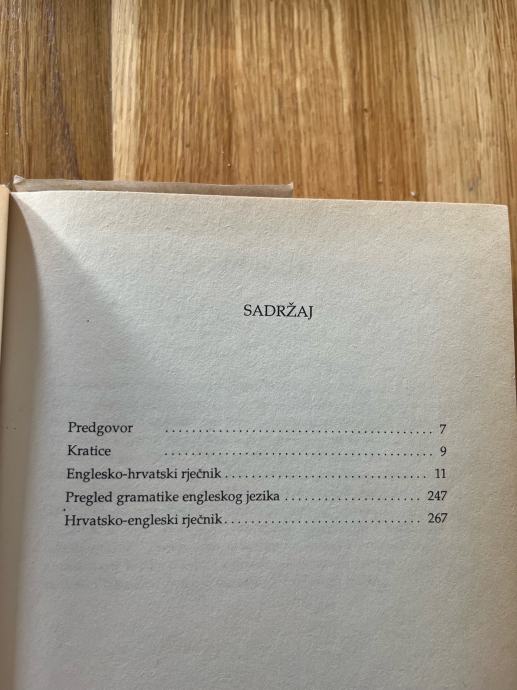 SADRŽAJ
Predgovor ........................................ 7
Kratice ........................................ 9
Englesko-hrvatski rječnik ............................... 11
Pregled gramatike engleskog jezika ..................... 247
Hrvatsko-engleski rječnik .............................. 267